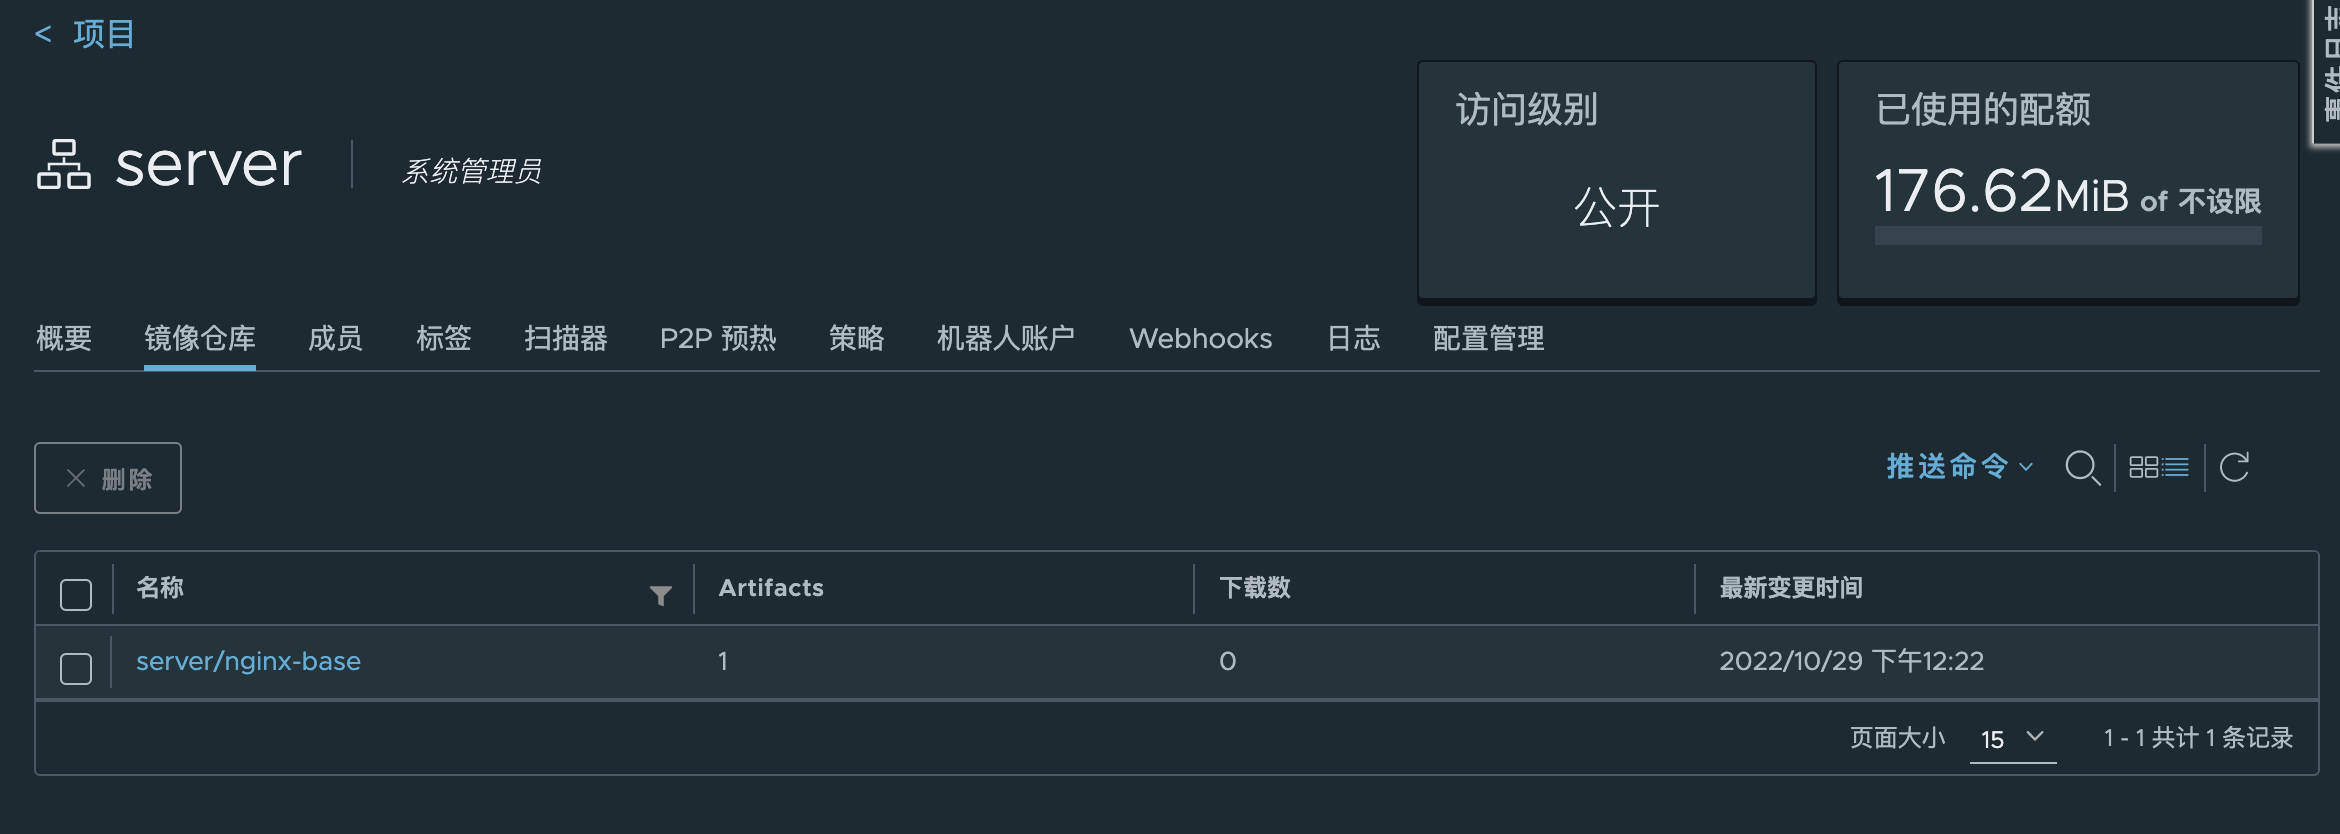 < 项目
server
系统管理员
访问级别
公开
已使用的配额
176.62MiB of 不设限
事件日志
概要 镜像仓库 成员 标签 扫描器 P2P 预热 策略 机器人账户 Webhooks 日志 配置管理
删除
推送命令
名称 Artifacts 下载数 最新变更时间
server/nginx-base 1 0 2022/10/29 下午12:22
页面大小 15 1 - 1 共计 1 条记录